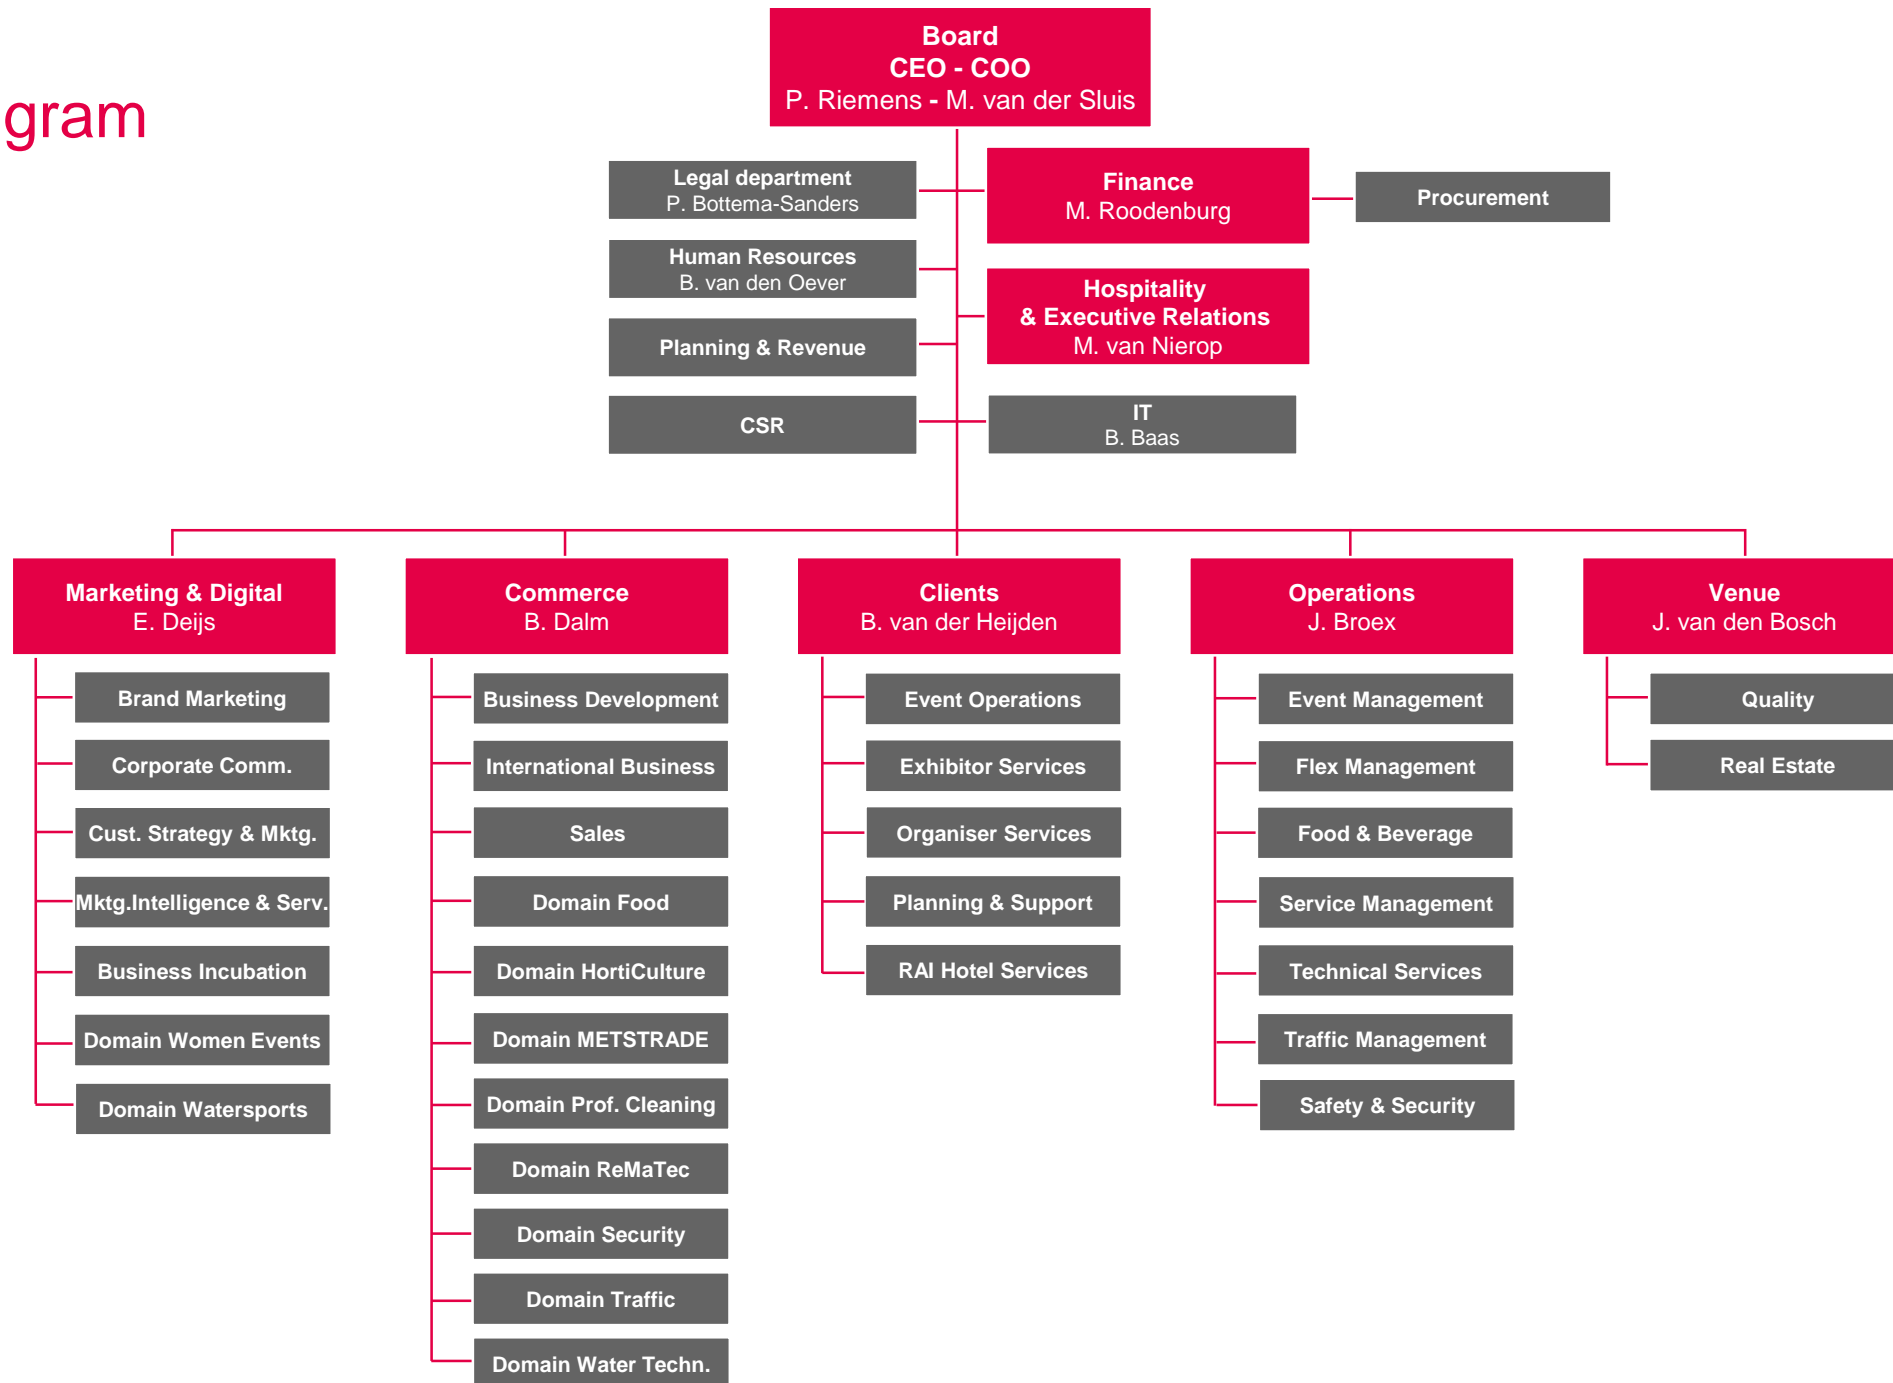 gram
Board
CEO - COO
P. Riemens - M. van der Sluis
Legal department
P. Bottema-Sanders
Finance
M. Roodenburg
Procurement
Human Resources
B. van den Oever
Hospitality
& Executive Relations
M. van Nierop
Planning & Revenue
CSR
IT
B. Baas
Marketing & Digital
E. Deijs
Brand Marketing
Corporate Comm.
Cust. Strategy & Mktg.
Mktg.Intelligence & Serv.
Business Incubation
Domain Women Events
Domain Watersports
Commerce
B. Dalm
Business Development
International Business
Sales
Domain Food
Domain HortiCulture
Domain METSTRADE
Domain Prof. Cleaning
Domain ReMaTec
Domain Security
Domain Traffic
Domain Water Techn.
Clients
B. van der Heijden
Event Operations
Exhibitor Services
Organiser Services
Planning & Support
RAI Hotel Services
Operations
J. Broex
Event Management
Flex Management
Food & Beverage
Service Management
Technical Services
Traffic Management
Safety & Security
Venue
J. van den Bosch
Quality
Real Estate